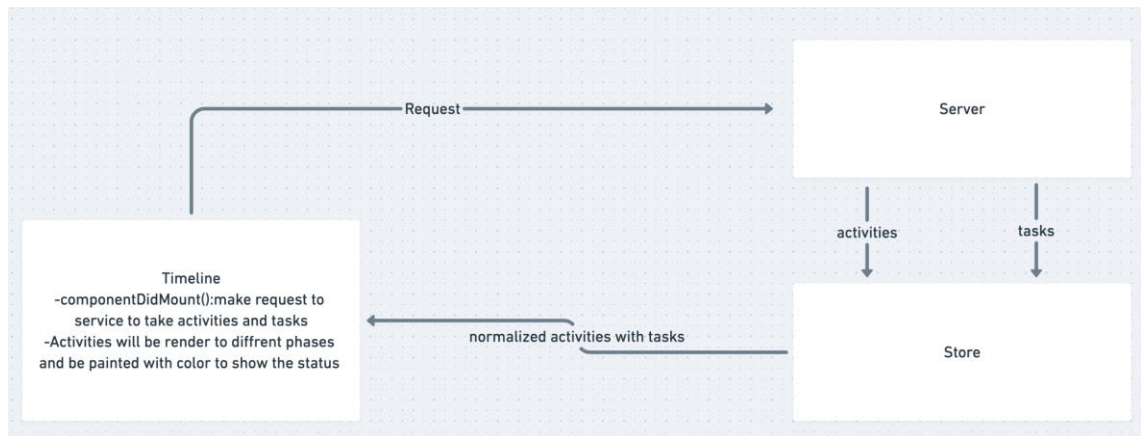 Request
Server
activities
tasks
Timeline
-componentDidMount():make request to
service to take activities and tasks
-Activities will be render to diffrent phases
and be painted with color to show the status
normalized activities with tasks
Store